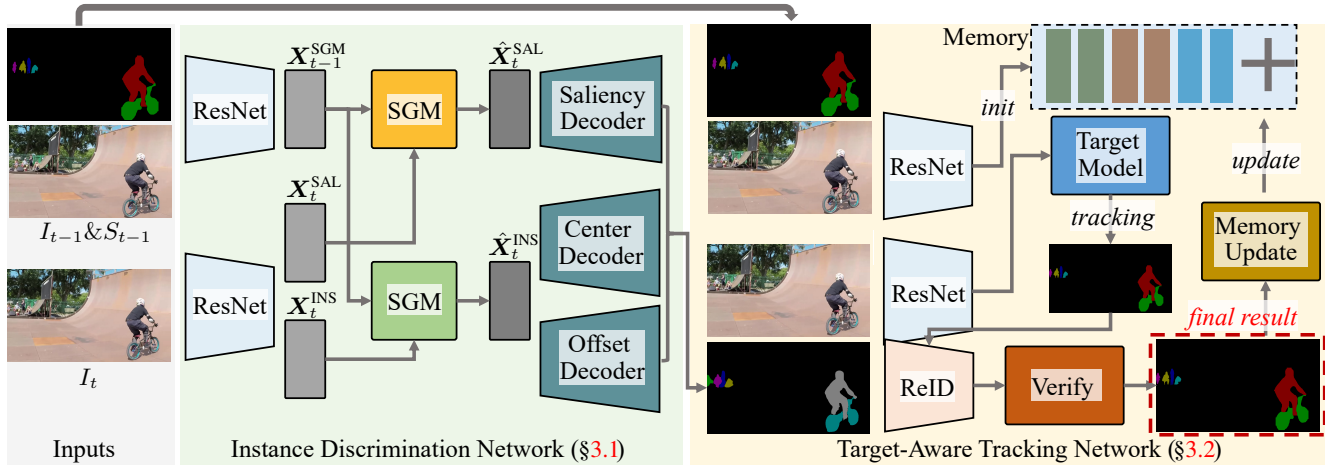 I_{t-1}&S_{t-1}
I_t
Inputs
ResNet
ResNet
X_{t-1}^{SGM}
X_t^{SAL}
X_t^{INS}
SGM
SGM
X̂_t^{SAL}
X̂_t^{INS}
Saliency
Decoder
Center
Decoder
Offset
Decoder
Instance Discrimination Network (§3.1)
Memory
init
ResNet
ResNet
Target
Model
tracking
update
Memory
Update
final result
ReID
Verify
Target-Aware Tracking Network (§3.2)